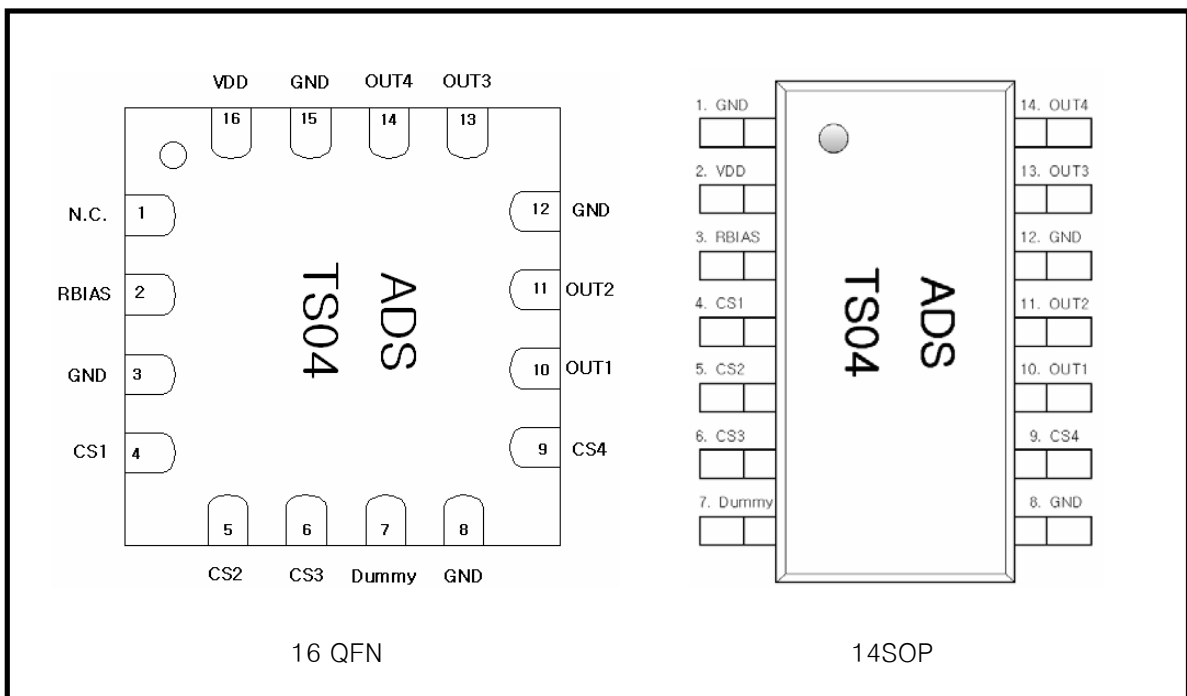 VDD GND OUT4 OUT3
16 15 14 13
N.C. 1
RBIAS 2
GND 3
CS1 4
12 GND
11 OUT2
10 OUT1
9 CS4
ADS
TS04
5 6 7 8
CS2 CS3 Dummy GND
16 QFN
1. GND
2. VDD
3. RBIAS
4. CS1
5. CS2
6. CS3
7. Dummy
ADS
TS04
14. OUT4
13. OUT3
12. GND
11. OUT2
10. OUT1
9. CS4
8. GND
14SOP